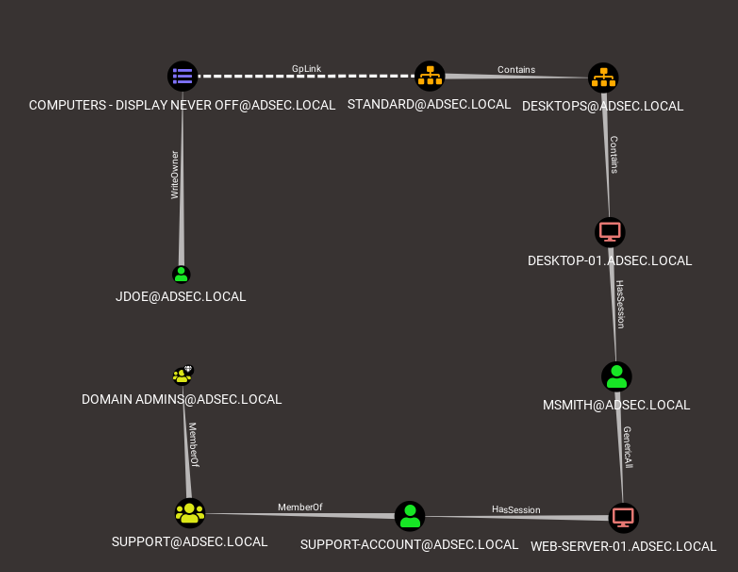 GpLink
Contains
COMPUTERS - DISPLAY NEVER OFF@ADSEC.LOCAL
STANDARD@ADSEC.LOCAL
DESKTOPS@ADSEC.LOCAL
WriteOwner
Contains
DESKTOP-01.ADSEC.LOCAL
JDOE@ADSEC.LOCAL
HasSession
DOMAIN ADMINS@ADSEC.LOCAL
MSMITH@ADSEC.LOCAL
MemberOf
GenericAll
MemberOf
HasSession
SUPPORT@ADSEC.LOCAL
SUPPORT-ACCOUNT@ADSEC.LOCAL
WEB-SERVER-01.ADSEC.LOCAL